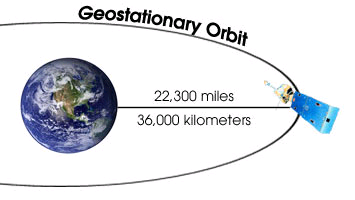 Geostationary Orbit
22,300 miles
36,000 kilometers